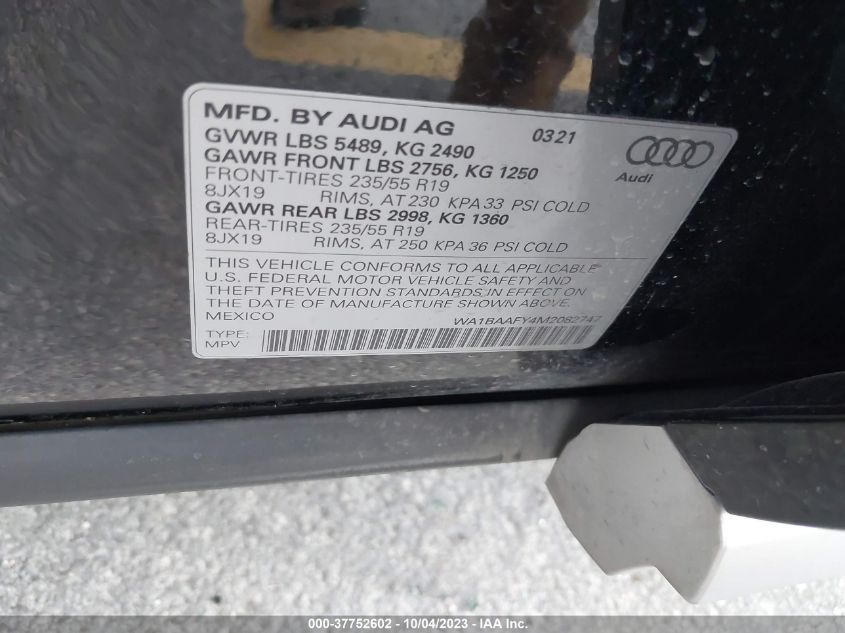 MFD. BY AUDI AG 0321
GVWR LBS 5489, KG 2490
GAWR FRONT LBS 2756, KG 1250
FRONT-TIRES 235/55 R19
8JX19 RIMS, AT 230 KPA 33 PSI COLD
GAWR REAR LBS 2998, KG 1360
REAR-TIRES 235/55 R19
8JX19 RIMS, AT 250 KPA 36 PSI COLD
Audi
THIS VEHICLE CONFORMS TO ALL APPLICABLE
U.S. FEDERAL MOTOR VEHICLE SAFETY AND
THEFT PREVENTION STANDARDS IN EFFECT ON
THE DATE OF MANUFACTURE SHOWN ABOVE.
MEXICO WA1BAAFY4M2082747
TYPE:
MPV
000-37752602 - 10/04/2023 - IAA Inc.